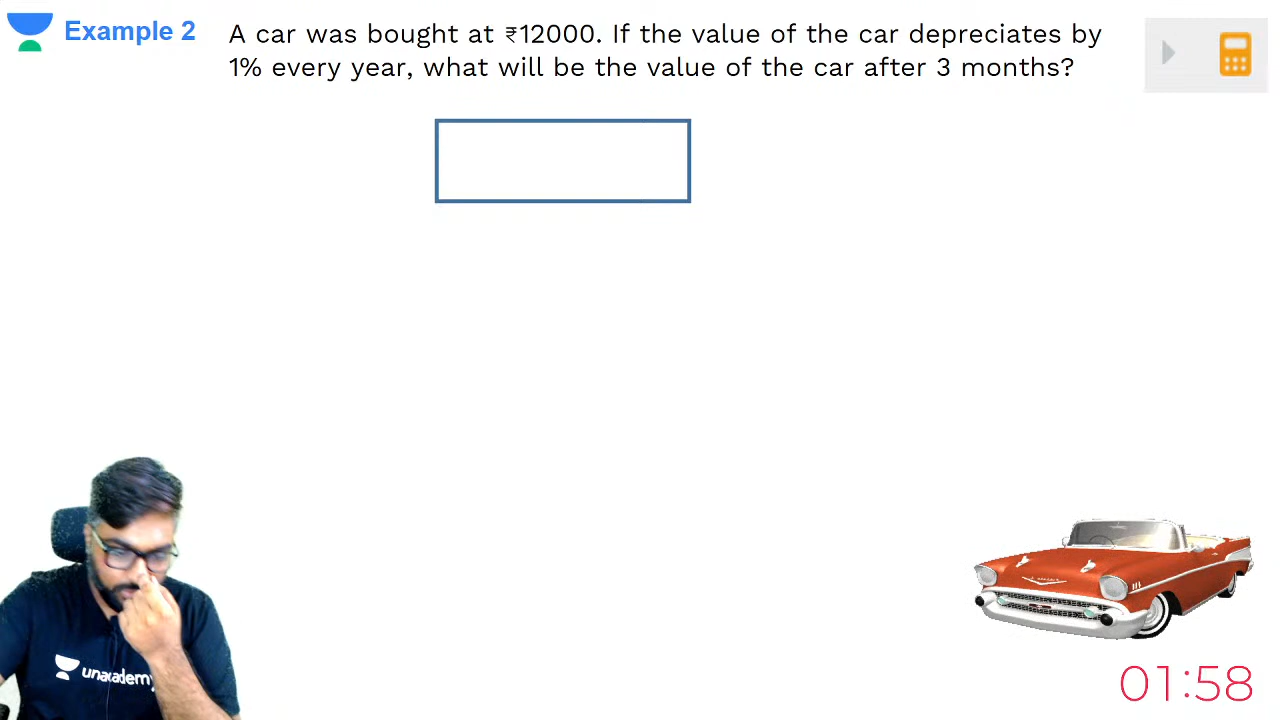 Example 2
A car was bought at ₹12000. If the value of the car depreciates by
1% every year, what will be the value of the car after 3 months?
unacademy
01:58